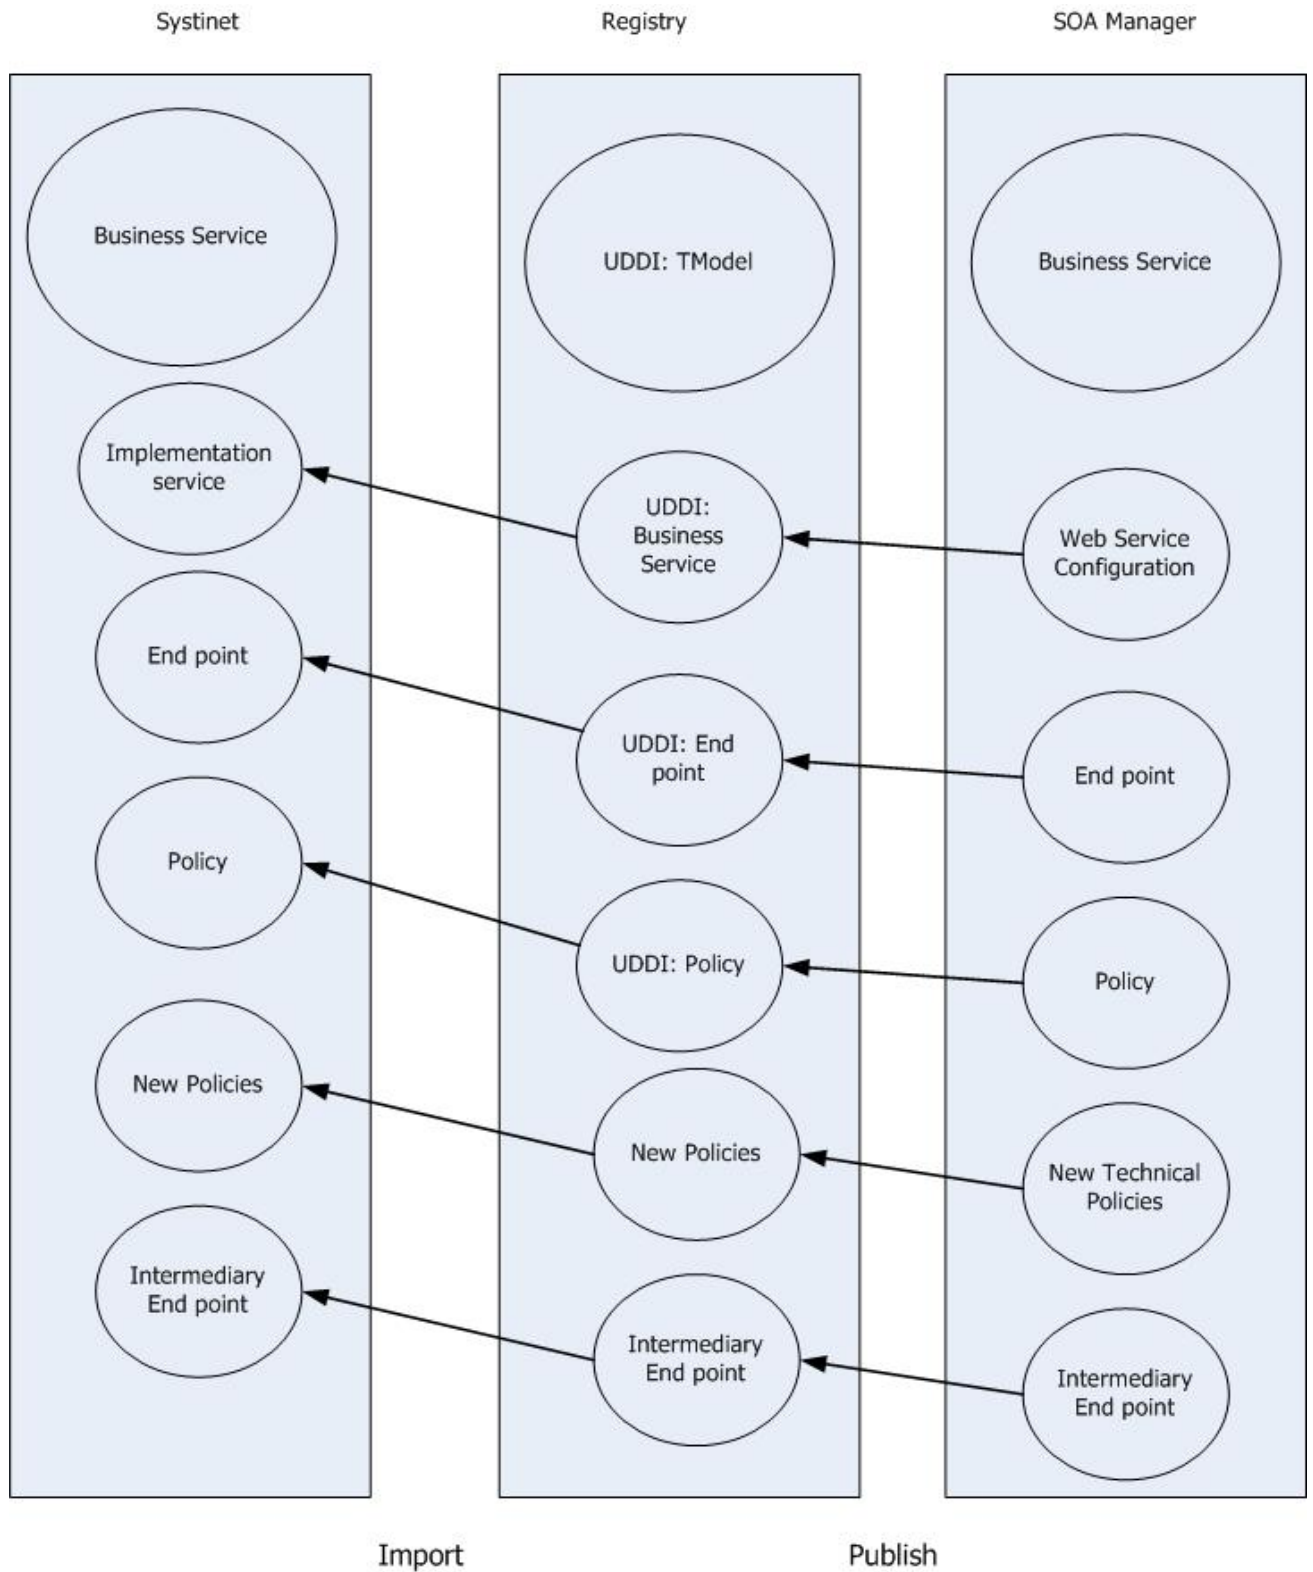 Systinet
Registry
SOA Manager
Business Service
UDDI: TModel
Business Service
Implementation
service
UDDI:
Business
Service
Web Service
Configuration
End point
UDDI: End
point
End point
Policy
UDDI: Policy
Policy
New Policies
New Policies
New Technical
Policies
Intermediary
End point
Intermediary
End point
Intermediary
End point
Import
Publish